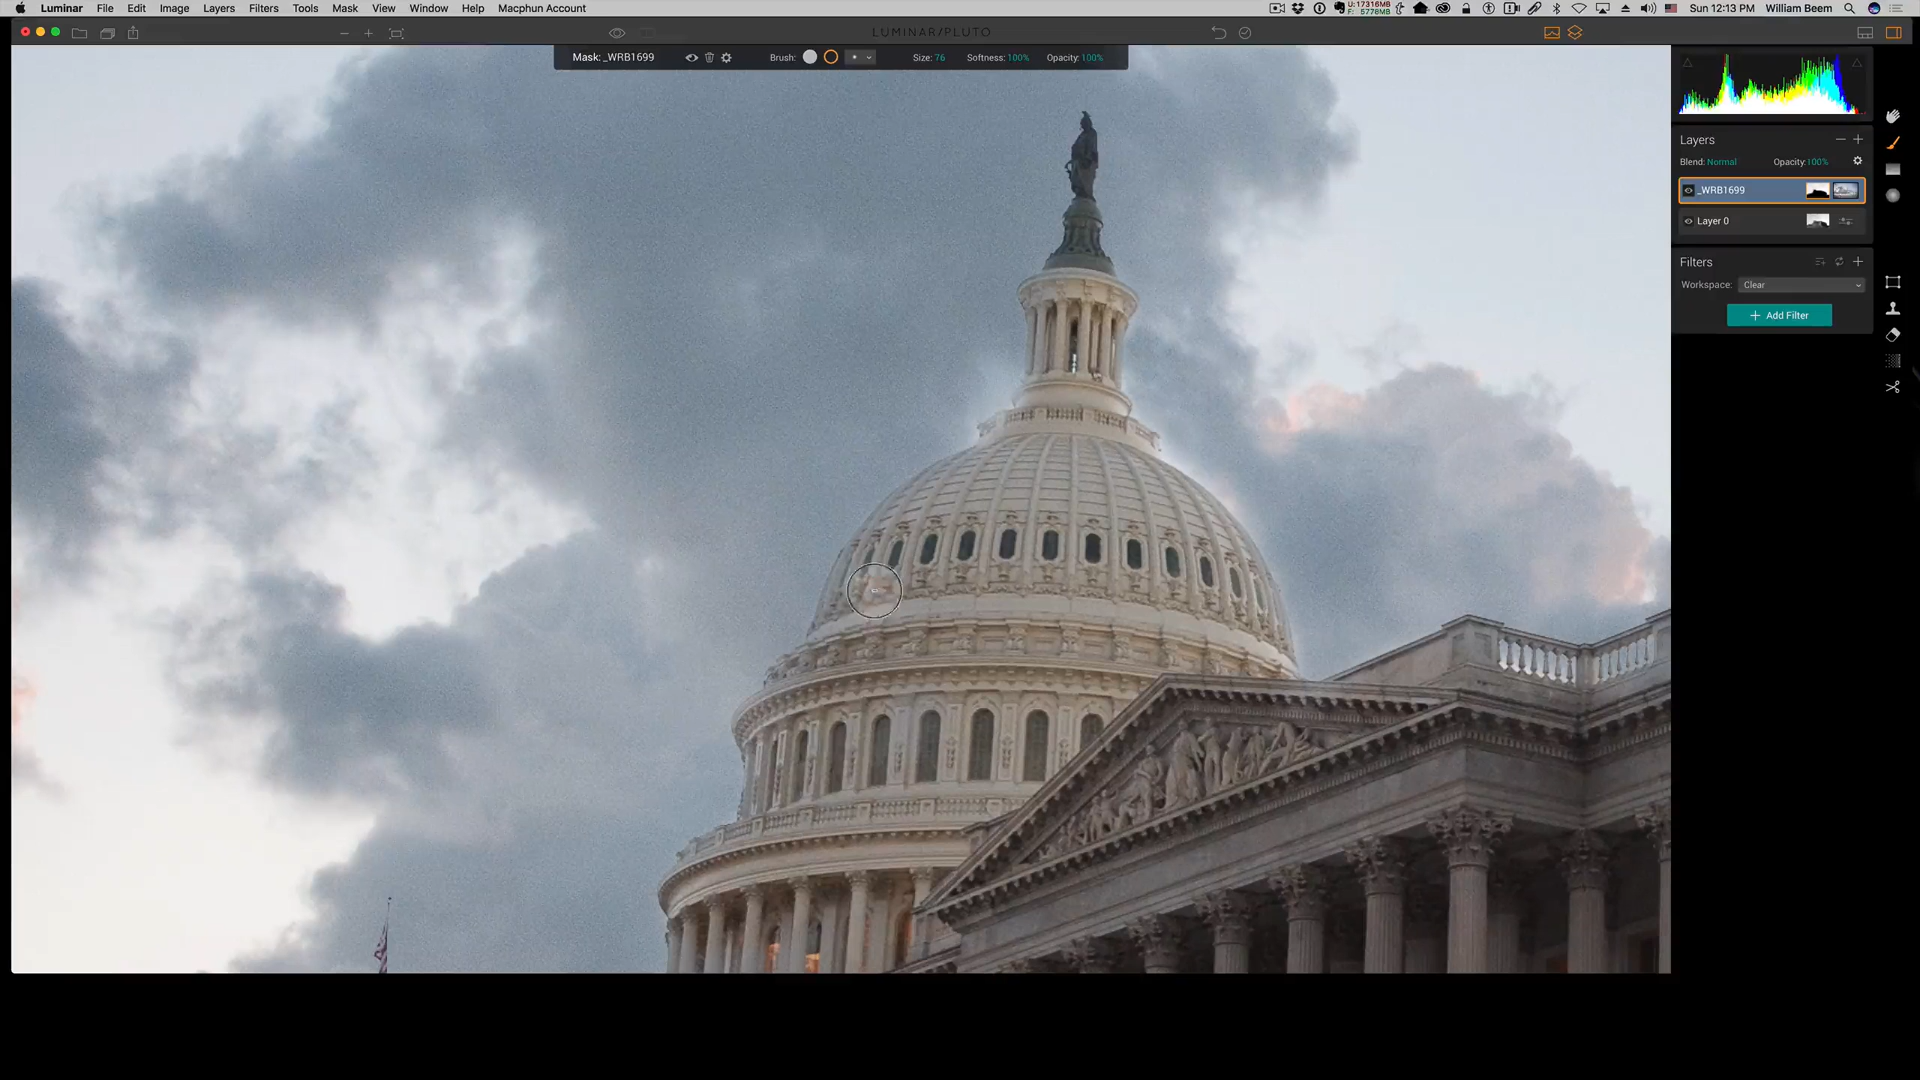 Luminar File Edit Image Layers Filters Tools Mask View Window Help Macphun Account U: 17316MB F: 5778MB Sun 12:13 PM William Beem
LUMINAR/PLUTO
Mask: _WRB1699 Brush: Size: 76 Softness: 100% Opacity: 100%
Layers
Blend: Normal Opacity: 100%
_WRB1699
Layer 0
Filters
Workspace: Clear
+ Add Filter